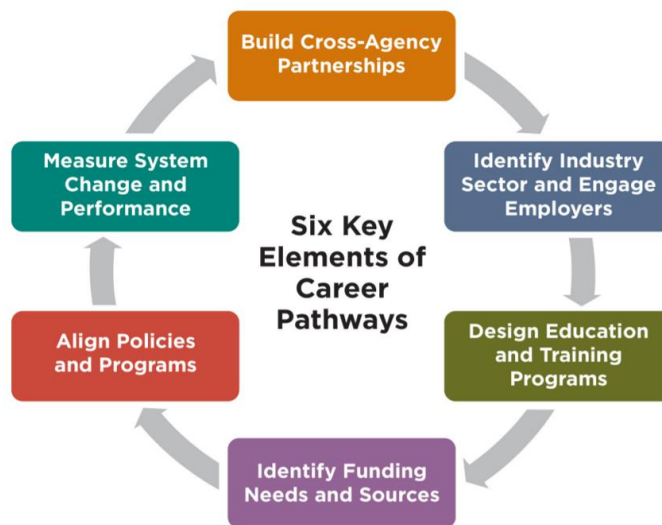 Build Cross-Agency
Partnerships
Identify Industry
Sector and Engage
Employers
Design Education
and Training
Programs
Identify Funding
Needs and Sources
Align Policies
and Programs
Measure System
Change and
Performance
Six Key
Elements of
Career
Pathways